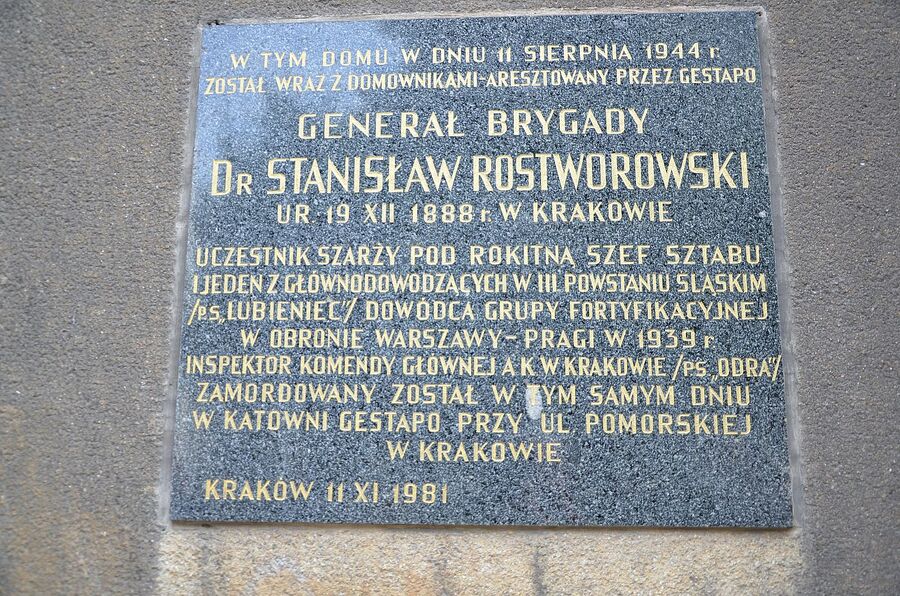 W TYM DOMU W DNIU 11 SIERPNIA 1944 r.
ZOSTAŁ WRAZ Z DOMOWNIKAMI-ARESZTOWANY PRZEZ GESTAPO
GENERAŁ BRYGADY
DR STANISŁAW ROSTWOROWSKI
UR. 19 XII 1888 r. W KRAKOWIE
UCZESTNIK SZARŻY POD ROKITNĄ SZEF SZTABU
I JEDEN Z GŁÓWNODOWODZĄCYCH W III POWSTANIU ŚLĄSKIM
/PS „LUBIENIEC"/ DOWÓDCA GRUPY FORTYFIKACYJNEJ
W OBRONIE WARSZAWY-PRAGI W 1939 r.
INSPEKTOR KOMENDY GŁÓWNEJ A K W KRAKOWIE /PS „ODRA"/
ZAMORDOWANY ZOSTAŁ W TYM SAMYM DNIU
W KATOWNI GESTAPO PRZY UL POMORSKIEJ
W KRAKOWIE
KRAKÓW 11 XI 1981